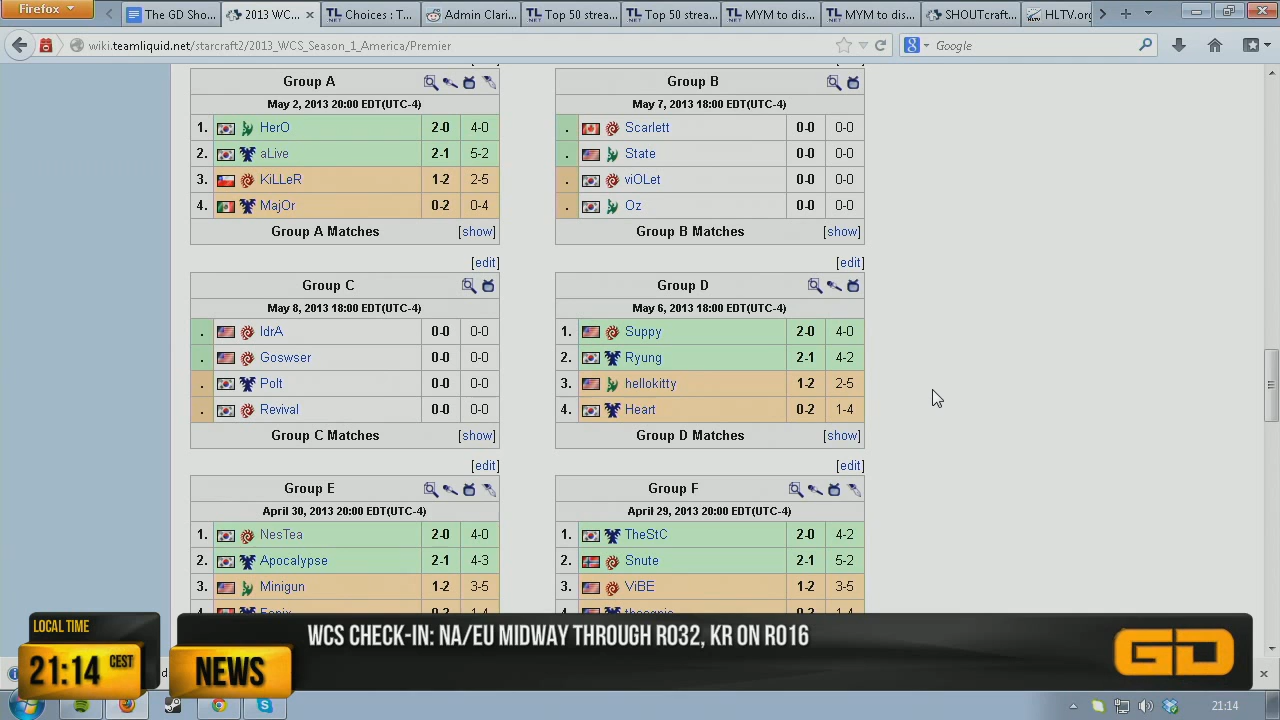 Firefox
The GD Sho...
2013 WC...
Choices : T...
Admin Clari...
Top 50 strea...
Top 50 strea...
MYM to dis...
MYM to dis...
SHOUTcraft...
HLTV.org
wiki.teamliquid.net/starcraft2/2013_WCS_Season_1_America/Premier
Google
Group A
May 2, 2013 20:00 EDT(UTC-4)
1. HerO 2-0 4-0
2. aLive 2-1 5-2
3. KiLLeR 1-2 2-5
4. MajOr 0-2 0-4
Group A Matches [show]
Group B
May 7, 2013 18:00 EDT(UTC-4)
. Scarlett 0-0 0-0
. State 0-0 0-0
. viOLet 0-0 0-0
. Oz 0-0 0-0
Group B Matches [show]
[edit]
[edit]
Group C
May 8, 2013 18:00 EDT(UTC-4)
. IdrA 0-0 0-0
. Goswser 0-0 0-0
. Polt 0-0 0-0
. Revival 0-0 0-0
Group C Matches [show]
Group D
May 6, 2013 18:00 EDT(UTC-4)
1. Suppy 2-0 4-0
2. Ryung 2-1 4-2
3. hellokitty 1-2 2-5
4. Heart 0-2 1-4
Group D Matches [show]
[edit]
[edit]
Group E
April 30, 2013 20:00 EDT(UTC-4)
1. NesTea 2-0 4-0
2. Apocalypse 2-1 4-3
3. Minigun 1-2 3-5
4. Fenix 0-2 1-4
Group F
April 29, 2013 20:00 EDT(UTC-4)
1. TheStC 2-0 4-2
2. Snute 2-1 5-2
3. ViBE 1-2 3-5
0-2 1-4
LOCAL TIME
21:14 CEST
NEWS
WCS CHECK-IN: NA/EU MIDWAY THROUGH RO32, KR ON RO16
GD
21:14